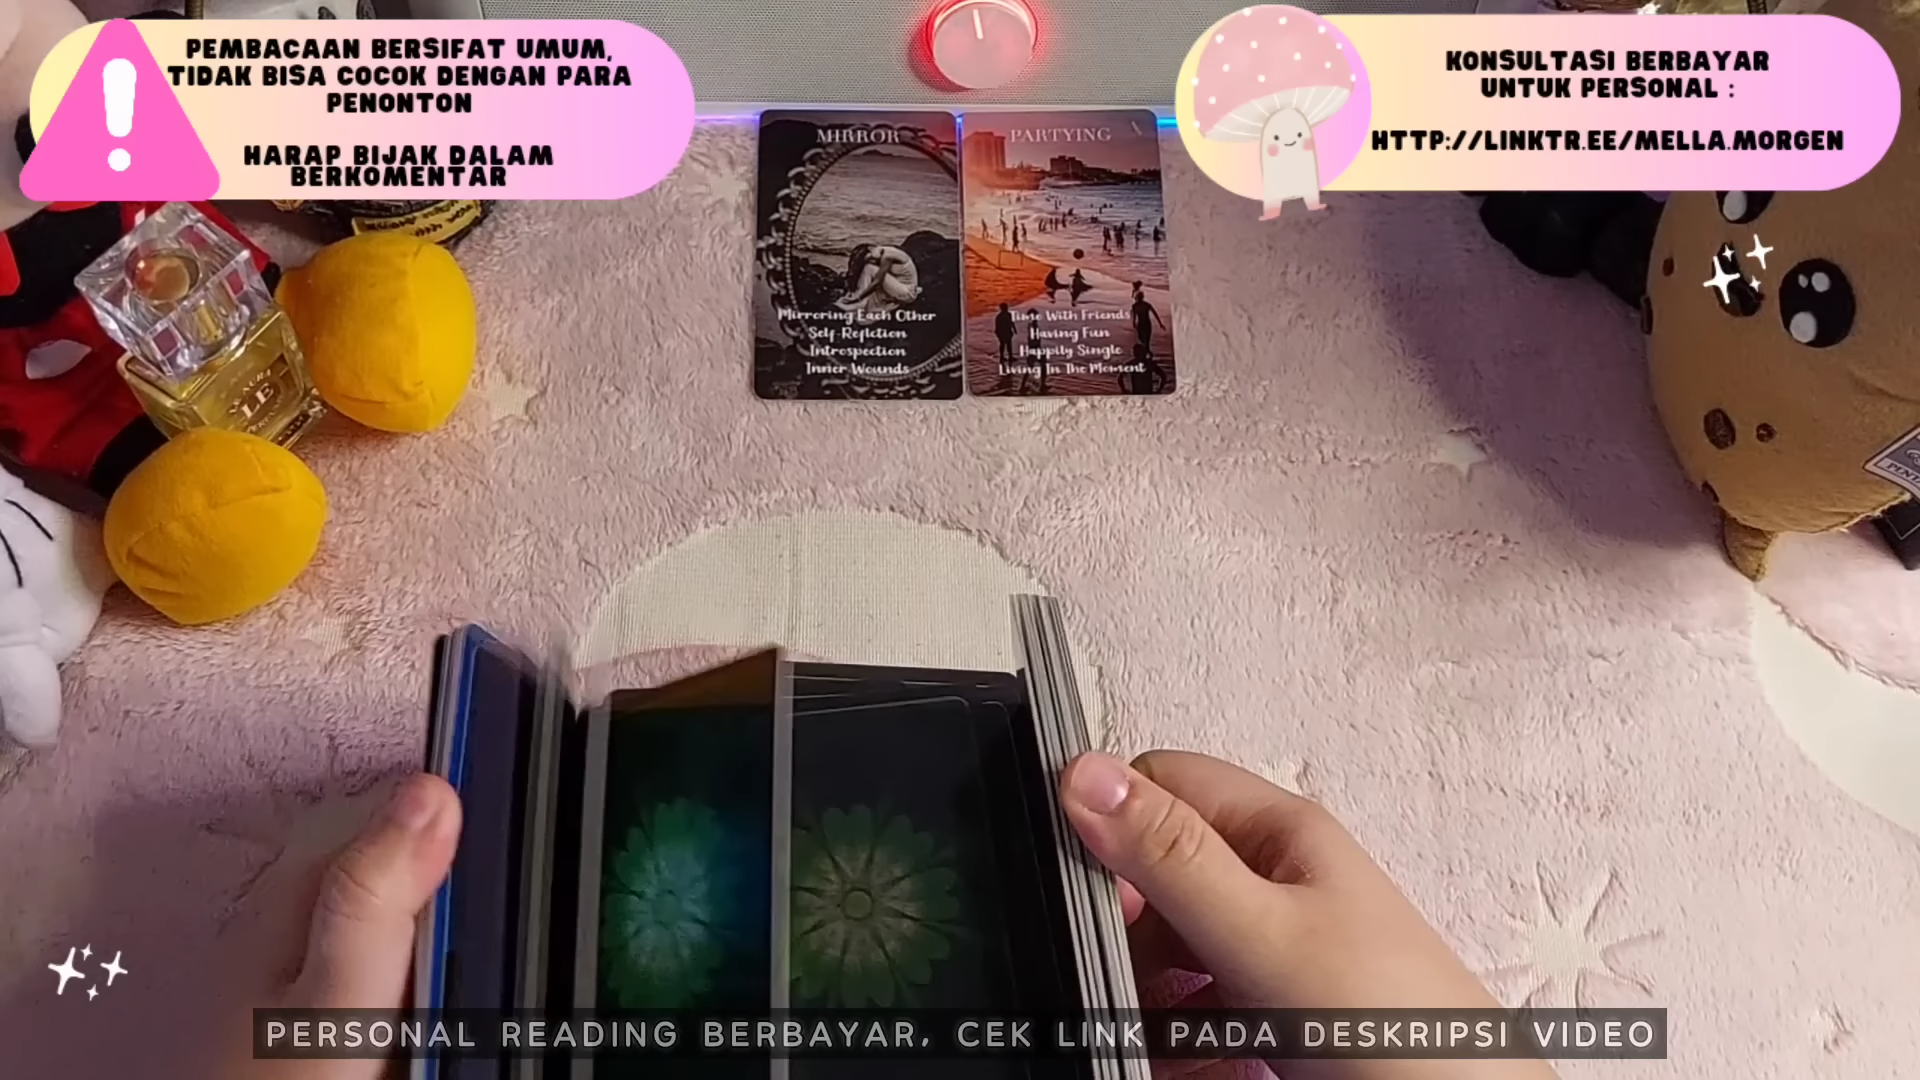 PEMBACAAN BERSIFAT UMUM,
TIDAK BISA COCOK DENGAN PARA
PENONTON
HARAP BIJAK DALAM
BERKOMENTAR
KONSULTASI BERBAYAR
UNTUK PERSONAL :
HTTP://LINKTR.EE/MELLA.MORGEN
MIRROR
Mirroring Each Other
Self-Reflction
Introspection
Inner Wounds
PARTYING
Time With Friends
Having Fun
Happily Single
Living In The Moment
LE
PERSONAL READING BERBAYAR, CEK LINK PADA DESKRIPSI VIDEO